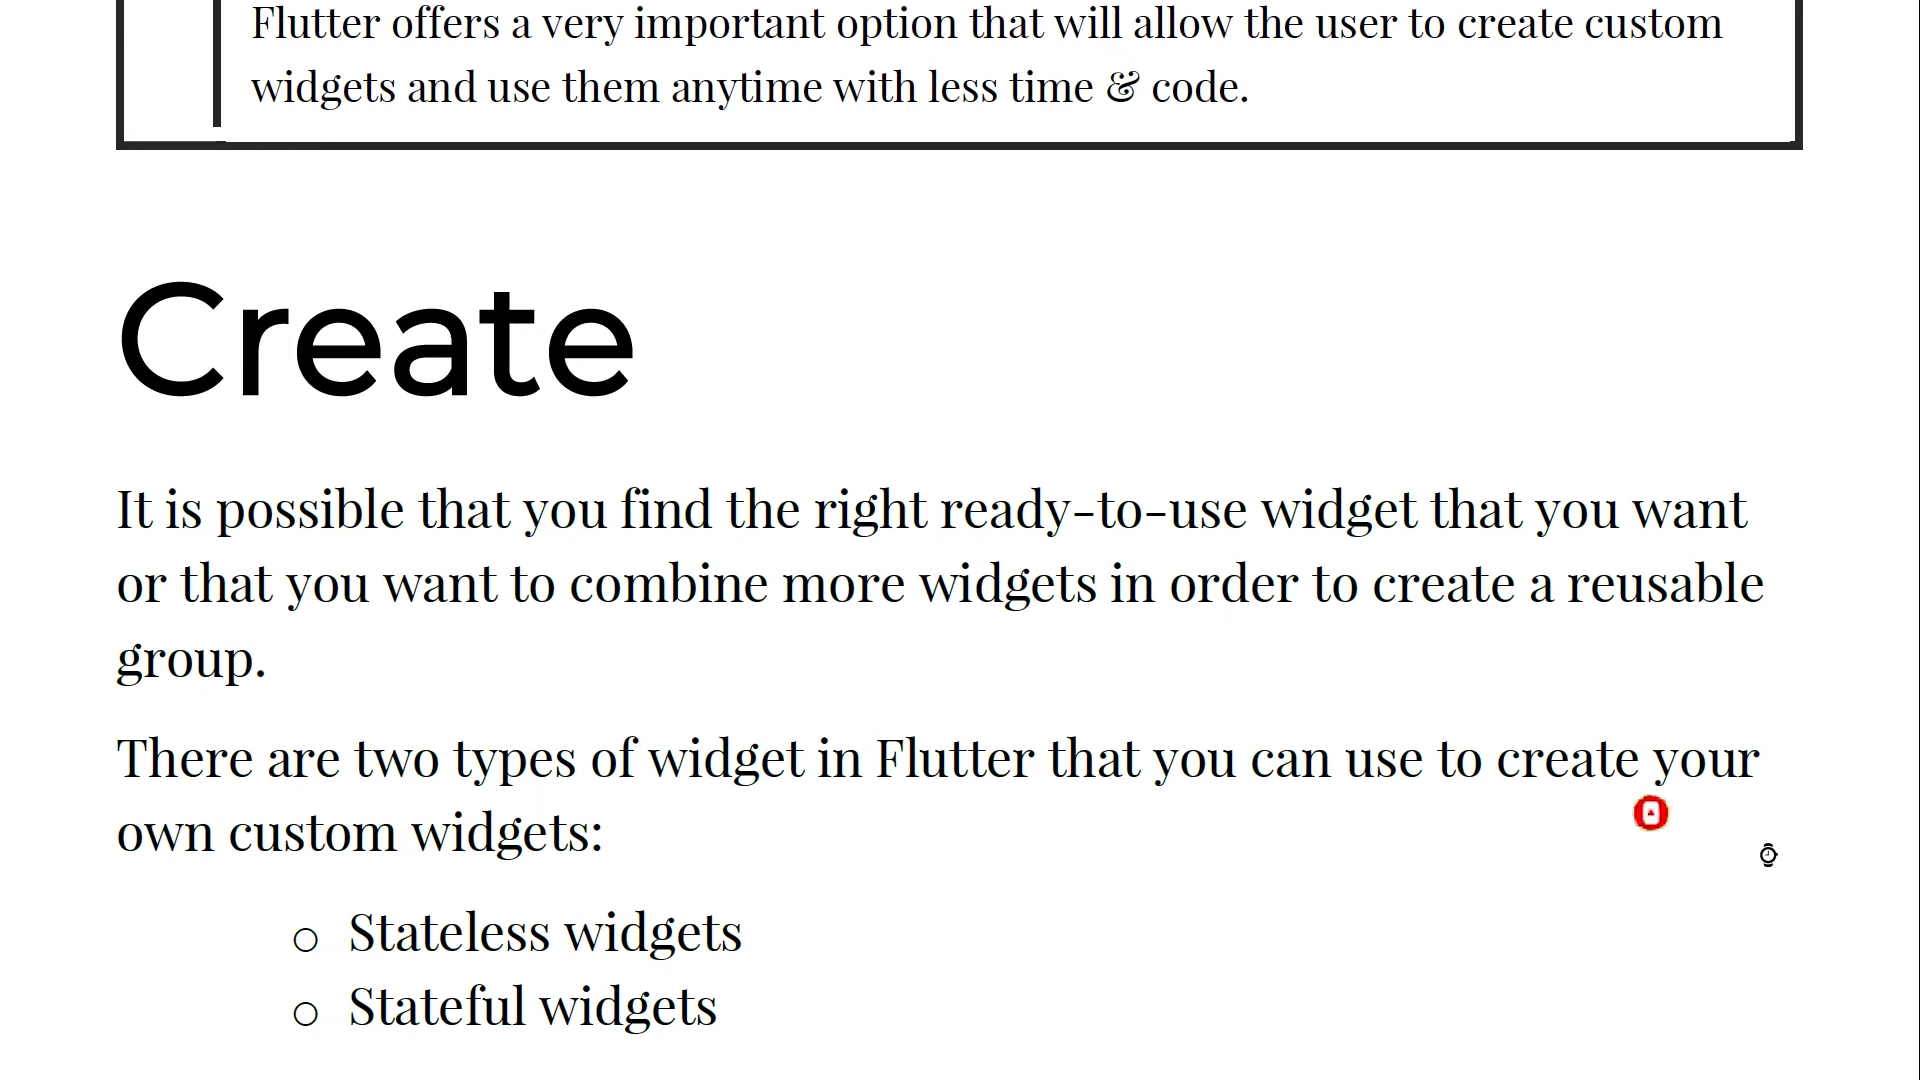 Flutter offers a very important option that will allow the user to create custom
widgets and use them anytime with less time & code.
Create
It is possible that you find the right ready-to-use widget that you want
or that you want to combine more widgets in order to create a reusable
group.
There are two types of widget in Flutter that you can use to create your
own custom widgets:
○ Stateless widgets
○ Stateful widgets